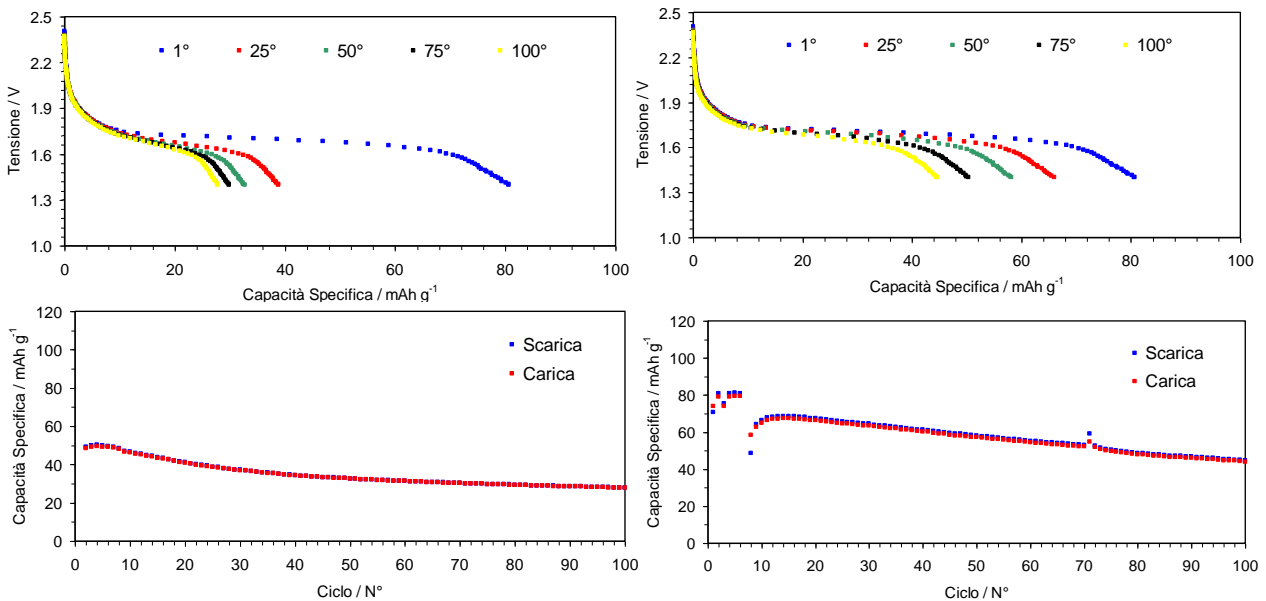 2.5
2.2
1.9
1.6
1.3
1.0
Tensione / V
1° 25° 50° 75° 100°
0 20 40 60 80 100
Capacità Specifica / mAh g-1
2.5
2.2
1.9
1.6
1.3
1.0
Tensione / V
1° 25° 50° 75° 100°
0 20 40 60 80 100
Capacità Specifica / mAh g-1
120
100
80
60
40
20
0
Capacità Specifica / mAh g-1
Scarica
Carica
0 10 20 30 40 50 60 70 80 90 100
Ciclo / N°
120
100
80
60
40
20
0
Capacità Specifica / mAh g-1
Scarica
Carica
0 10 20 30 40 50 60 70 80 90 100
Ciclo / N°